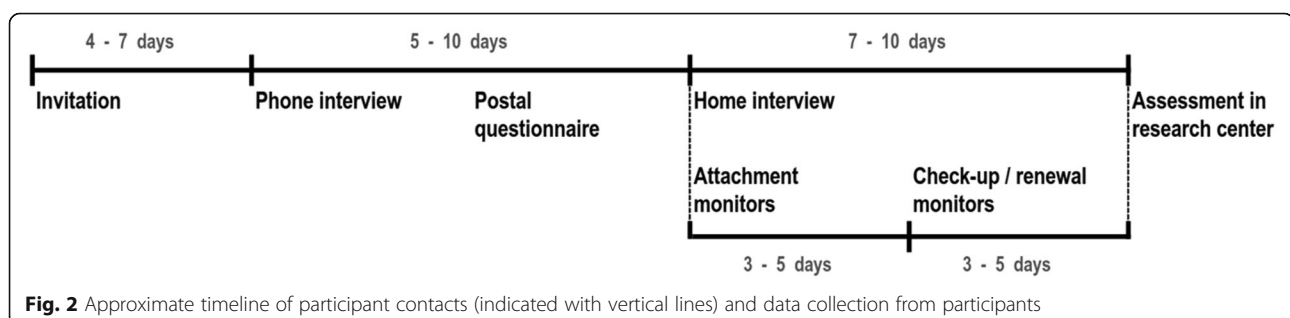 4 - 7 days 5 - 10 days 7 - 10 days
Invitation Phone interview Postal questionnaire Home interview Assessment in research center
Attachment monitors Check-up / renewal monitors
3 - 5 days 3 - 5 days
Fig. 2 Approximate timeline of participant contacts (indicated with vertical lines) and data collection from participants